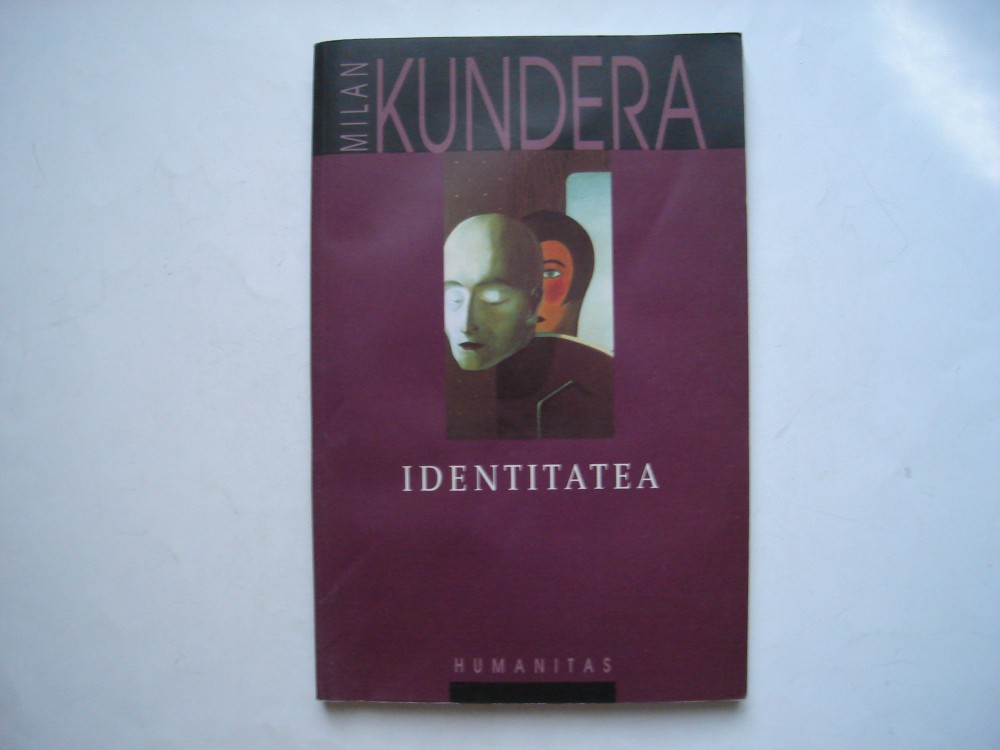 MILAN
KUNDERA
IDENTITATEA
HUMANITAS